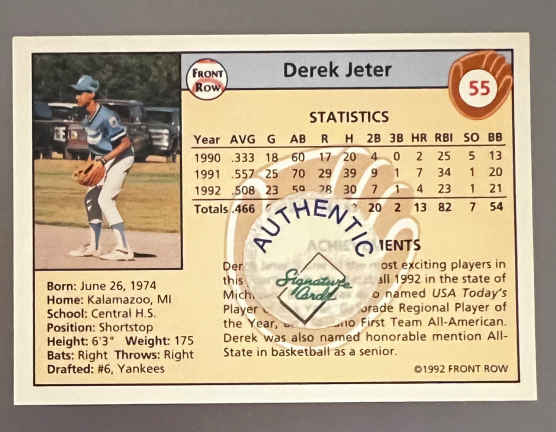 FRONT
ROW
Derek Jeter
55
STATISTICS
Year AVG G AB R H 2B 3B HR RBI SO BB
1990 .333 18 60 17 20 4 0 2 25 5 13
1991 .557 25 70 29 39 9 1 7 34 1 20
1992 .508 23 59 28 30 7 1 4 23 1 21
Totals .466 20 2 13 82 7 54
AUTHENTIC
Signature
Cards
Born: June 26, 1974
Home: Kalamazoo, MI
School: Central H.S.
Position: Shortstop
Height: 6'3" Weight: 175
Bats: Right Throws: Right
Drafted: #6, Yankees
most exciting players in
this 1992 in the state of
named USA Today's
Player Regional Player of
the Year, First Team All-American.
Derek was also named honorable mention All-
State in basketball as a senior.
©1992 FRONT ROW